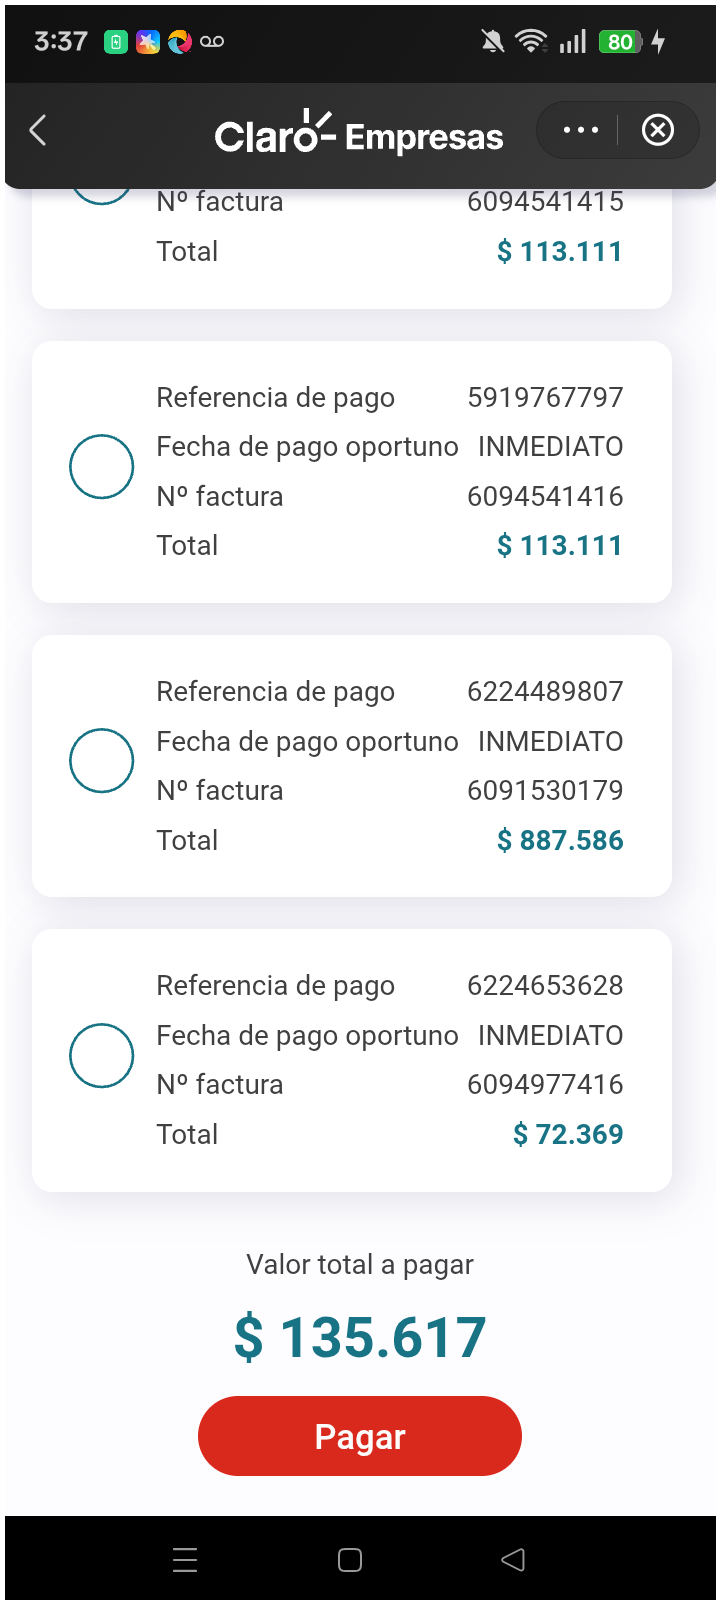 3:37
80
Claro Empresas
Nº factura 6094541415
Total $ 113.111
Referencia de pago 5919767797
Fecha de pago oportuno INMEDIATO
Nº factura 6094541416
Total $ 113.111
Referencia de pago 6224489807
Fecha de pago oportuno INMEDIATO
Nº factura 6091530179
Total $ 887.586
Referencia de pago 6224653628
Fecha de pago oportuno INMEDIATO
Nº factura 6094977416
Total $ 72.369
Valor total a pagar
$ 135.617
Pagar